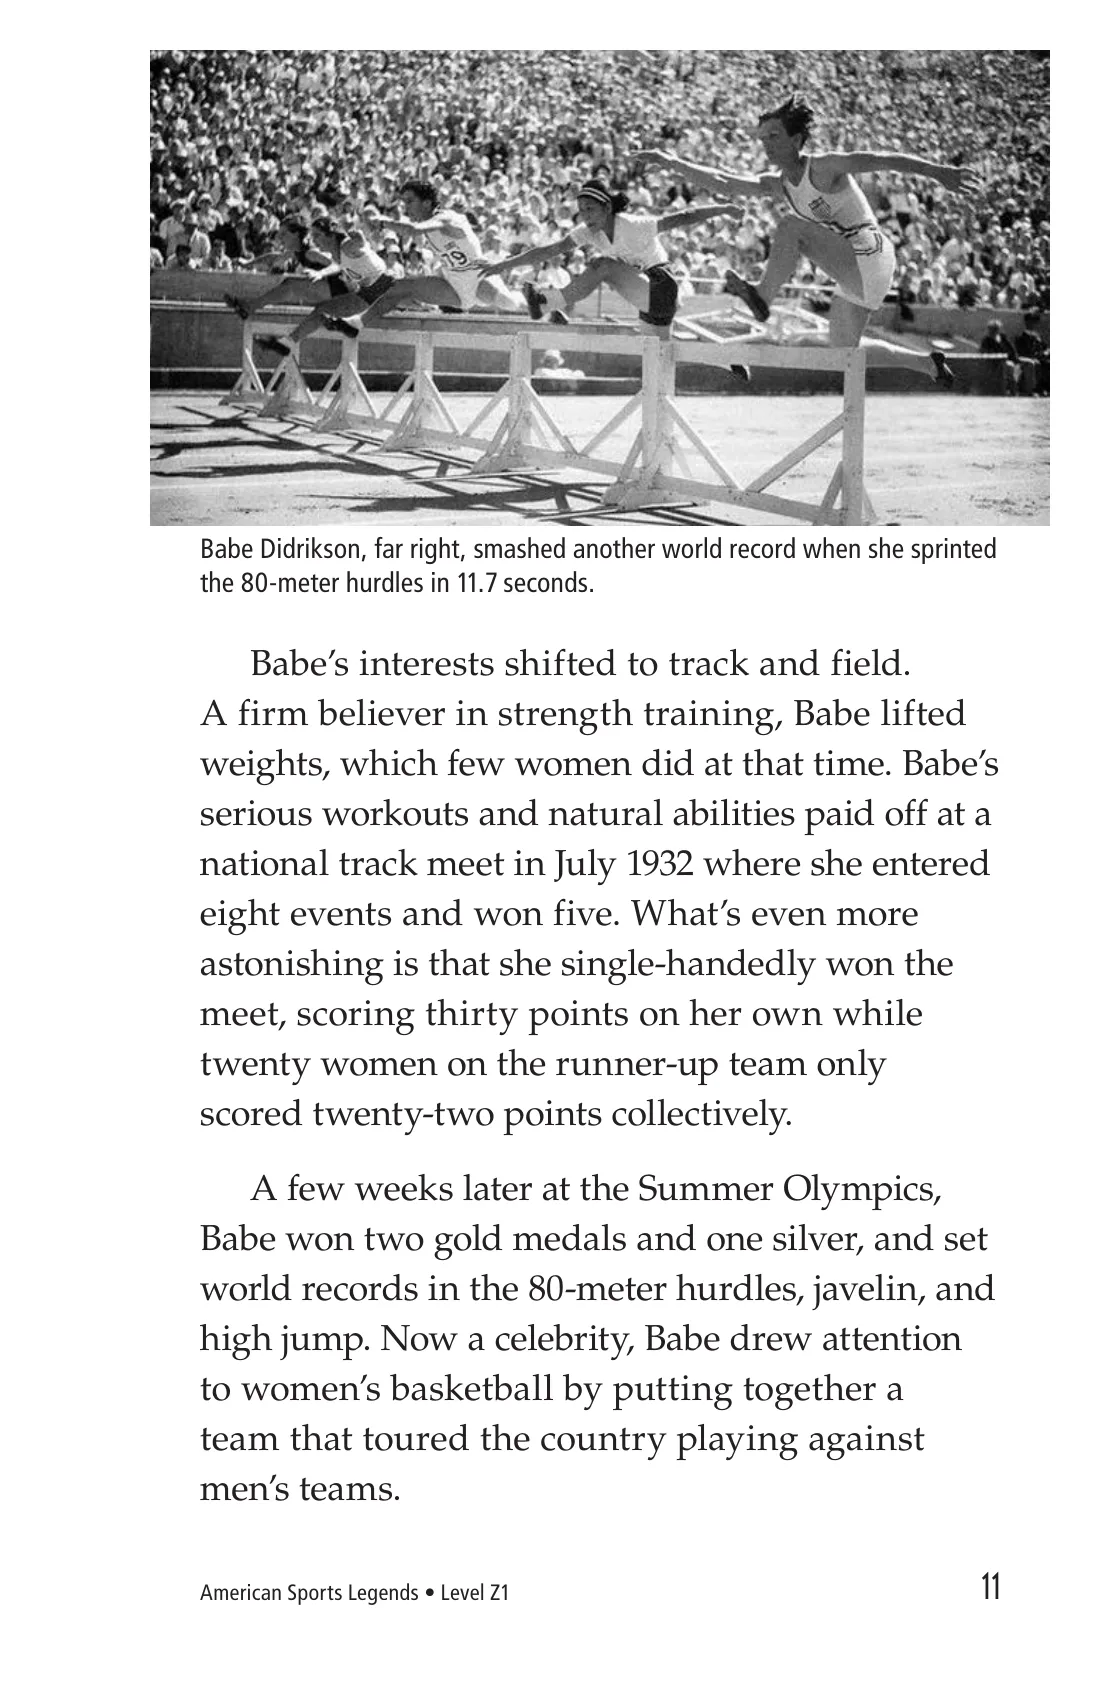 Babe Didrikson, far right, smashed another world record when she sprinted
the 80-meter hurdles in 11.7 seconds.
Babe’s interests shifted to track and field.
A firm believer in strength training, Babe lifted
weights, which few women did at that time. Babe’s
serious workouts and natural abilities paid off at a
national track meet in July 1932 where she entered
eight events and won five. What’s even more
astonishing is that she single-handedly won the
meet, scoring thirty points on her own while
twenty women on the runner-up team only
scored twenty-two points collectively.
A few weeks later at the Summer Olympics,
Babe won two gold medals and one silver, and set
world records in the 80-meter hurdles, javelin, and
high jump. Now a celebrity, Babe drew attention
to women’s basketball by putting together a
team that toured the country playing against
men’s teams.
American Sports Legends • Level Z1
11